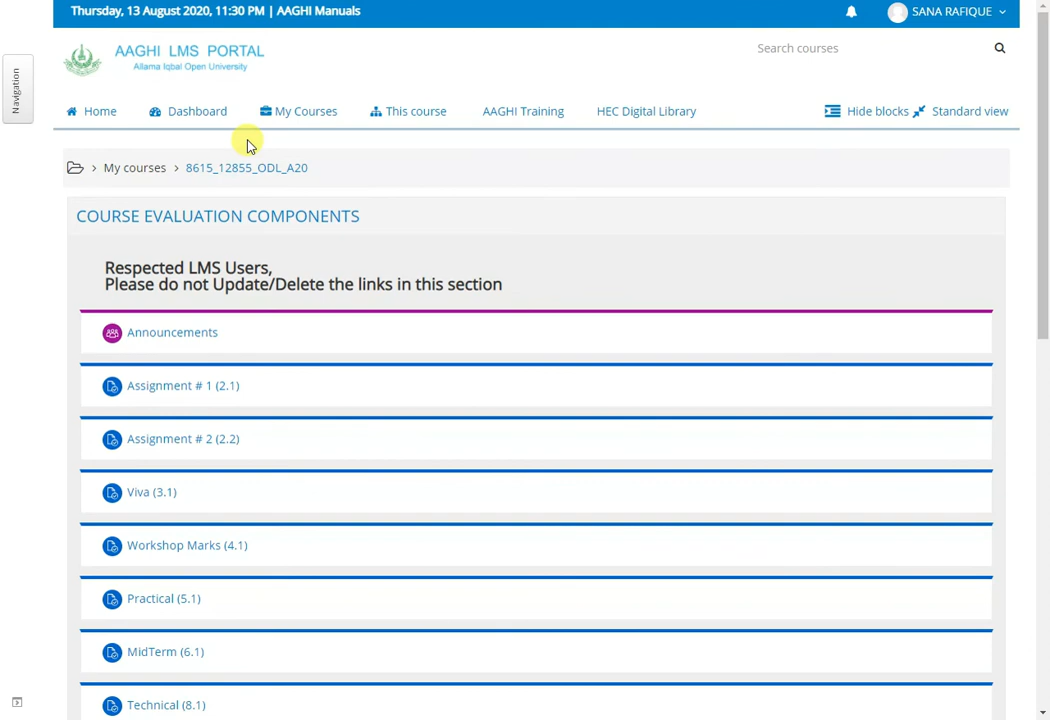 Thursday, 13 August 2020, 11:30 PM | AAGHI Manuals
SANA RAFIQUE
AAGHI LMS PORTAL
Allama Iqbal Open University
Search courses
Navigation
Home
Dashboard
My Courses
This course
AAGHI Training
HEC Digital Library
Hide blocks
Standard view
My courses
8615_12855_ODL_A20
COURSE EVALUATION COMPONENTS
Respected LMS Users,
Please do not Update/Delete the links in this section
Announcements
Assignment # 1 (2.1)
Assignment # 2 (2.2)
Viva (3.1)
Workshop Marks (4.1)
Practical (5.1)
MidTerm (6.1)
Technical (8.1)